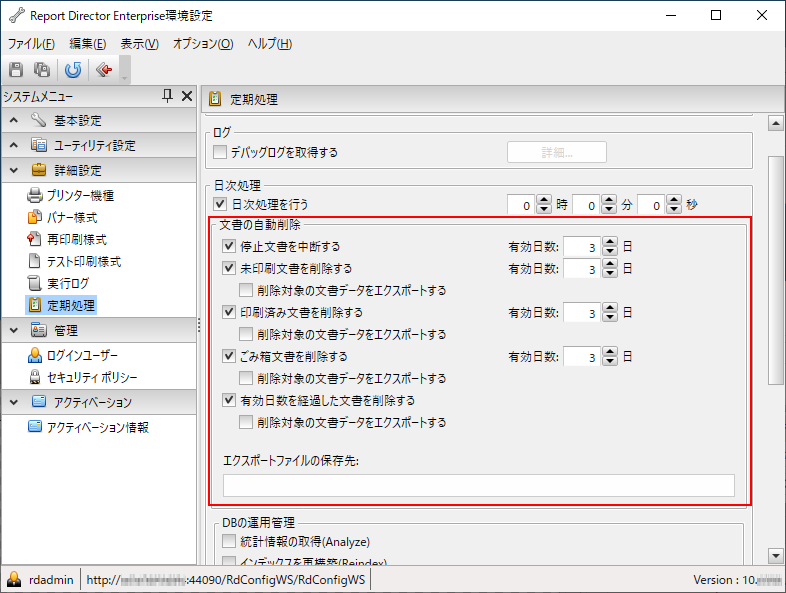 Report Director Enterprise環境設定
ファイル(F) 編集(E) 表示(V) オプション(O) ヘルプ(H)
システムメニュー
基本設定
ユーティリティ設定
詳細設定
プリンター機種
バナー様式
再印刷様式
テスト印刷様式
実行ログ
定期処理
管理
ログインユーザー
セキュリティ ポリシー
アクティベーション
アクティベーション情報
定期処理
ログ
デバッグログを取得する 詳細...
日次処理
日次処理を行う 0 時 0 分 0 秒
文書の自動削除
停止文書を中断する 有効日数: 3 日
未印刷文書を削除する 有効日数: 3 日
削除対象の文書データをエクスポートする
印刷済み文書を削除する 有効日数: 3 日
削除対象の文書データをエクスポートする
ごみ箱文書を削除する 有効日数: 3 日
削除対象の文書データをエクスポートする
有効日数を経過した文書を削除する
削除対象の文書データをエクスポートする
エクスポートファイルの保存先:
DBの運用管理
統計情報の取得(Analyze)
インデックスを再構築(Reindex)
rdadmin http:// :44090/RdConfigWS/RdConfigWS Version : 10.